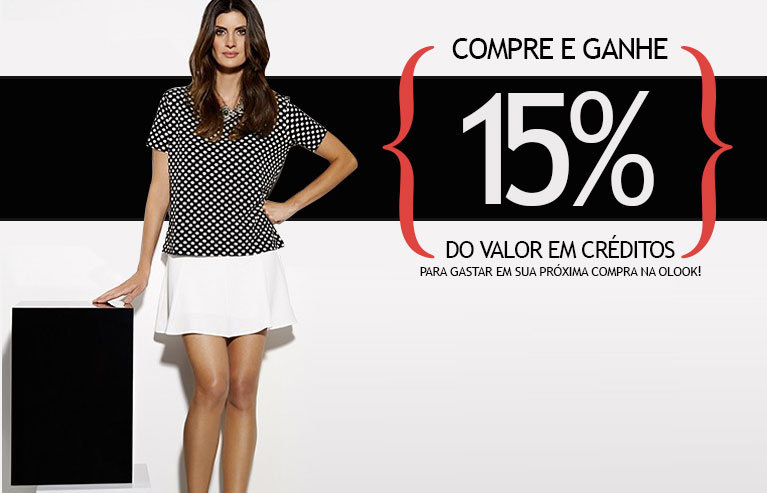 COMPRE E GANHE
15%
DO VALOR EM CRÉDITOS
PARA GASTAR EM SUA PRÓXIMA COMPRA NA OLOOK!